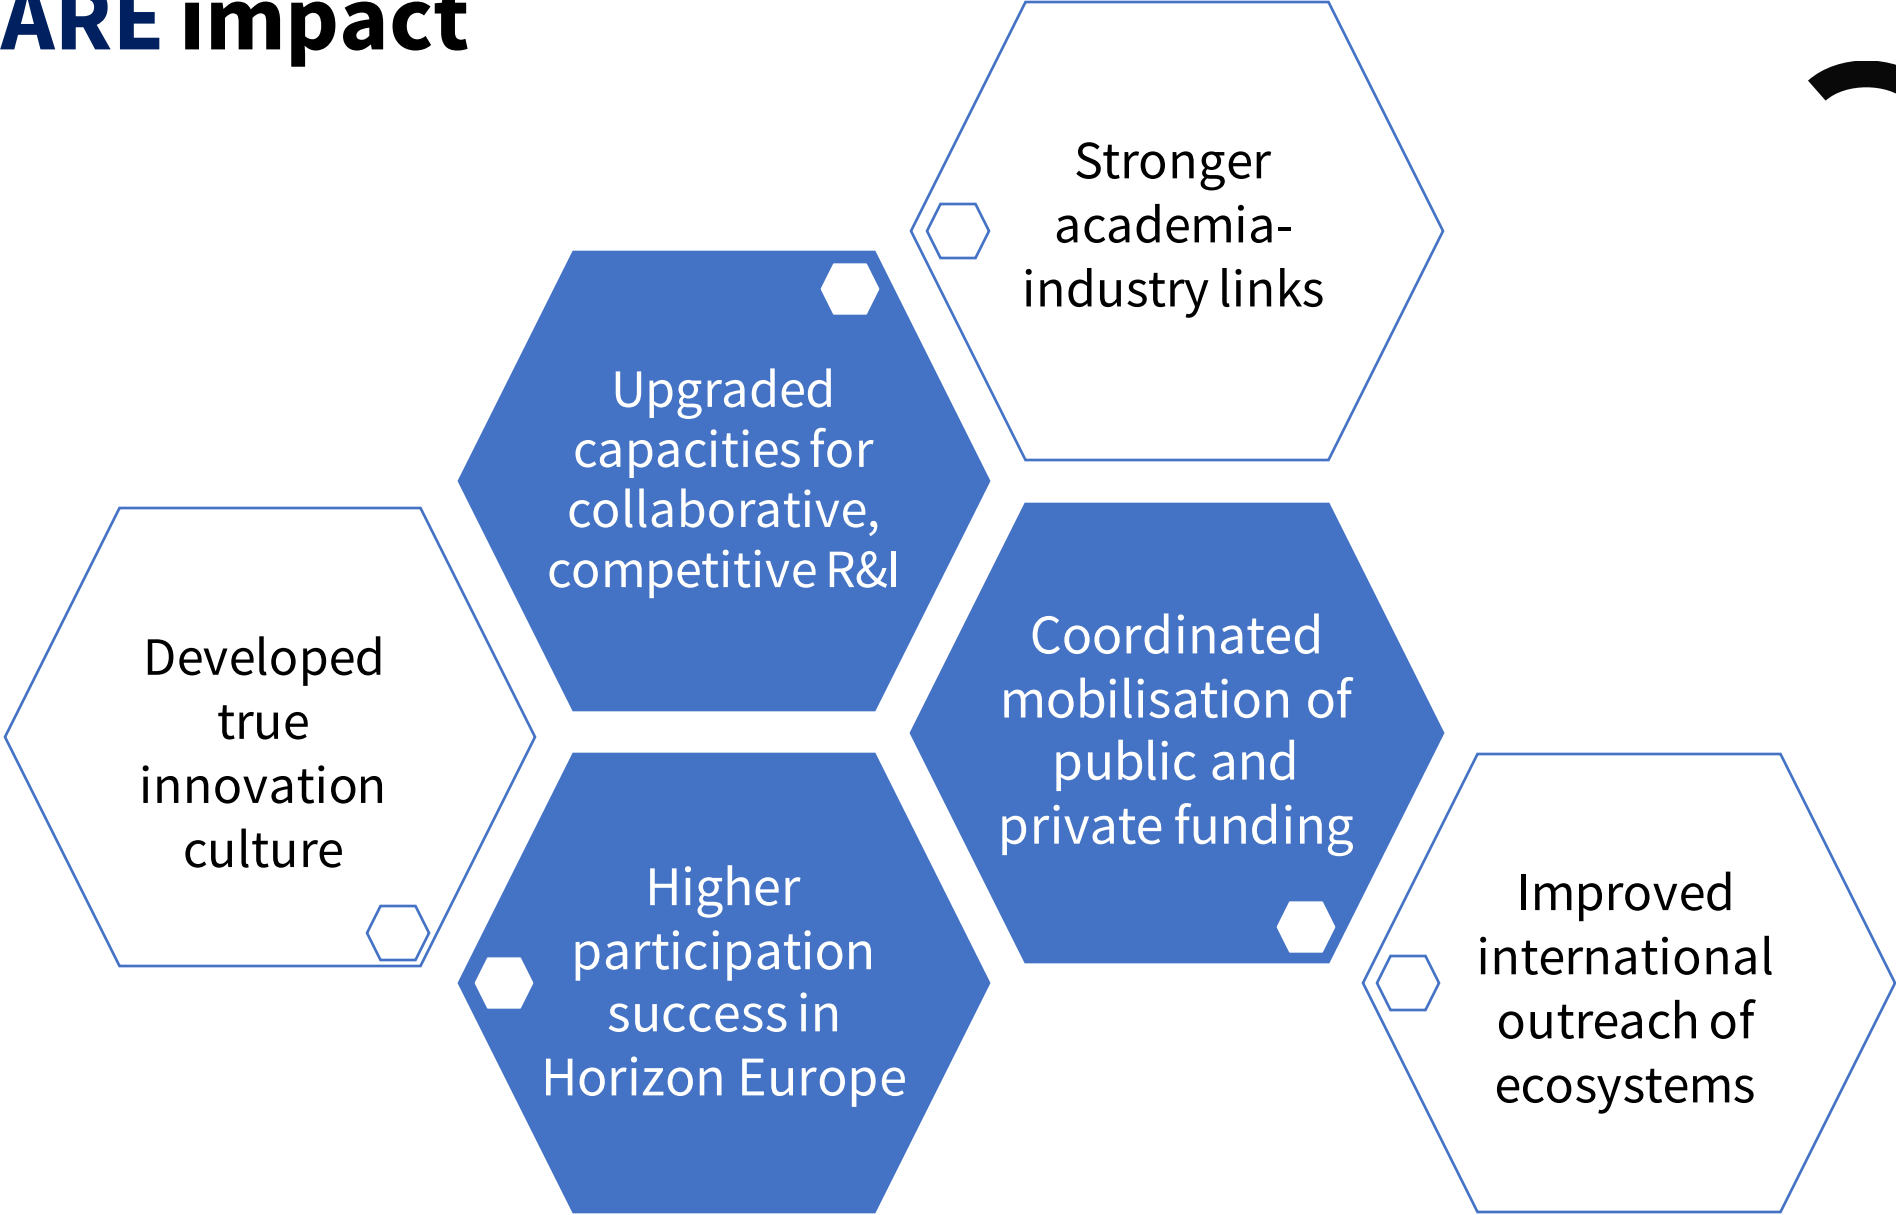 ARE impact
Stronger
academia-
industry links
Upgraded
capacities for
collaborative,
competitive R&I
Coordinated
mobilisation of
public and
private funding
Developed
true
innovation
culture
Higher
participation
success in
Horizon Europe
Improved
international
outreach of
ecosystems